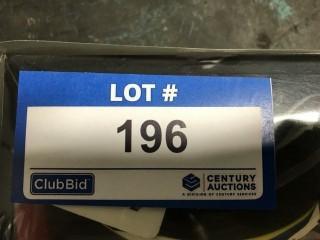 LOT #
196
ClubBid
CENTURY
AUCTIONS
A DIVISION OF CENTURY SERVICES